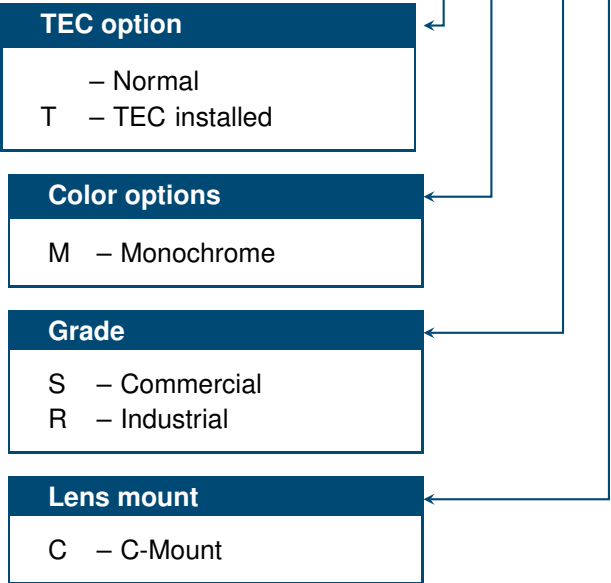 TEC option
– Normal
T – TEC installed
Color options
M – Monochrome
Grade
S – Commercial
R – Industrial
Lens mount
C – C-Mount